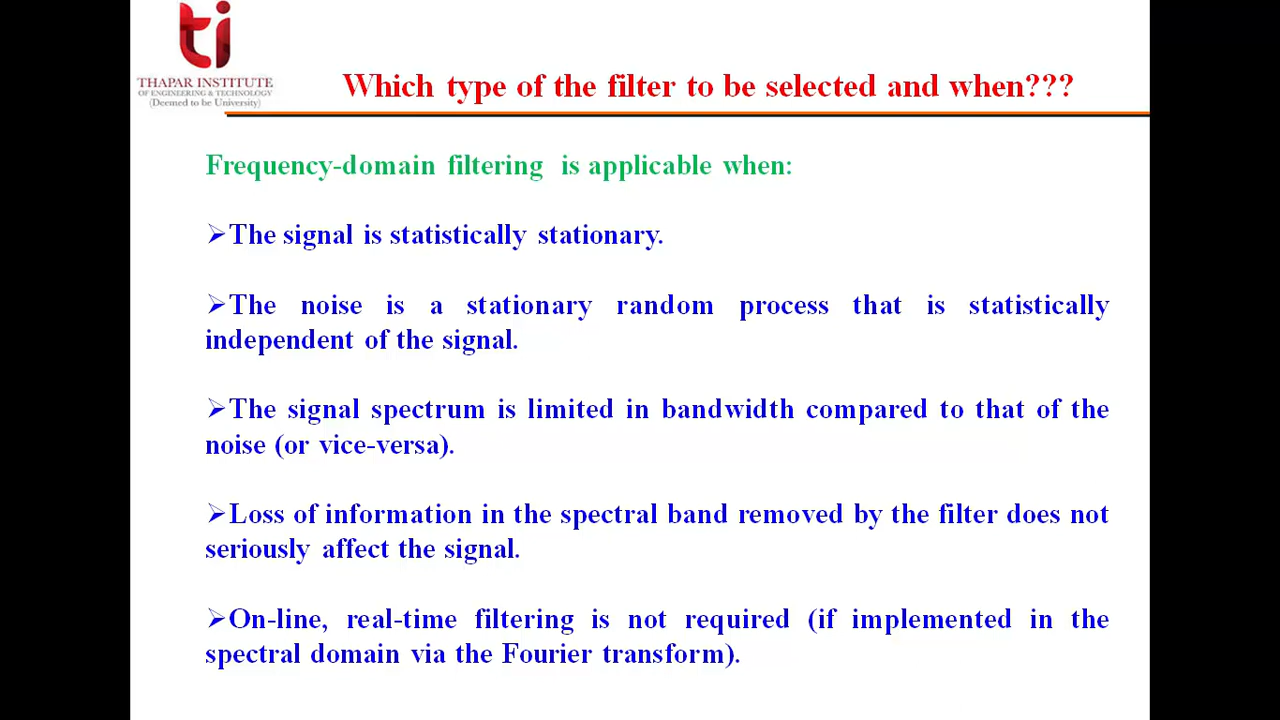 ti
THAPAR INSTITUTE
OF ENGINEERING & TECHNOLOGY
(Deemed to be University)
Which type of the filter to be selected and when???
Frequency-domain filtering is applicable when:
➢The signal is statistically stationary.
➢The noise is a stationary random process that is statistically
independent of the signal.
➢The signal spectrum is limited in bandwidth compared to that of the
noise (or vice-versa).
➢Loss of information in the spectral band removed by the filter does not
seriously affect the signal.
➢On-line, real-time filtering is not required (if implemented in the
spectral domain via the Fourier transform).